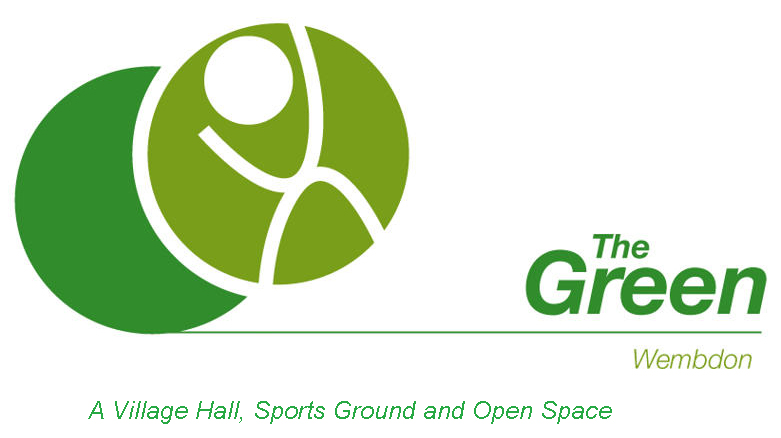 The
Green
Wembdon
A Village Hall, Sports Ground and Open Space